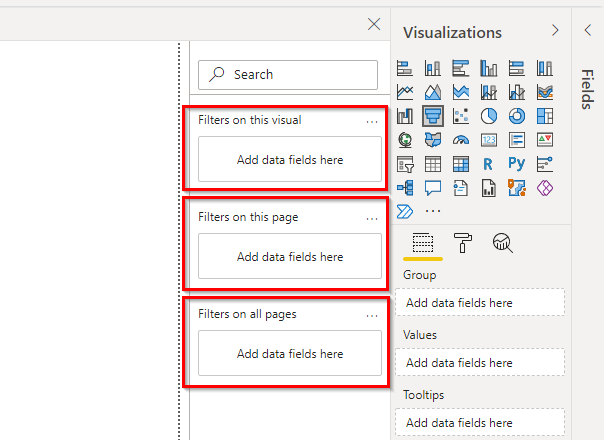 Visualizations
Fields
Search
Filters on this visual
Add data fields here
Filters on this page
Add data fields here
Filters on all pages
Add data fields here
123
R
Py
Group
Add data fields here
Values
Add data fields here
Tooltips
Add data fields here